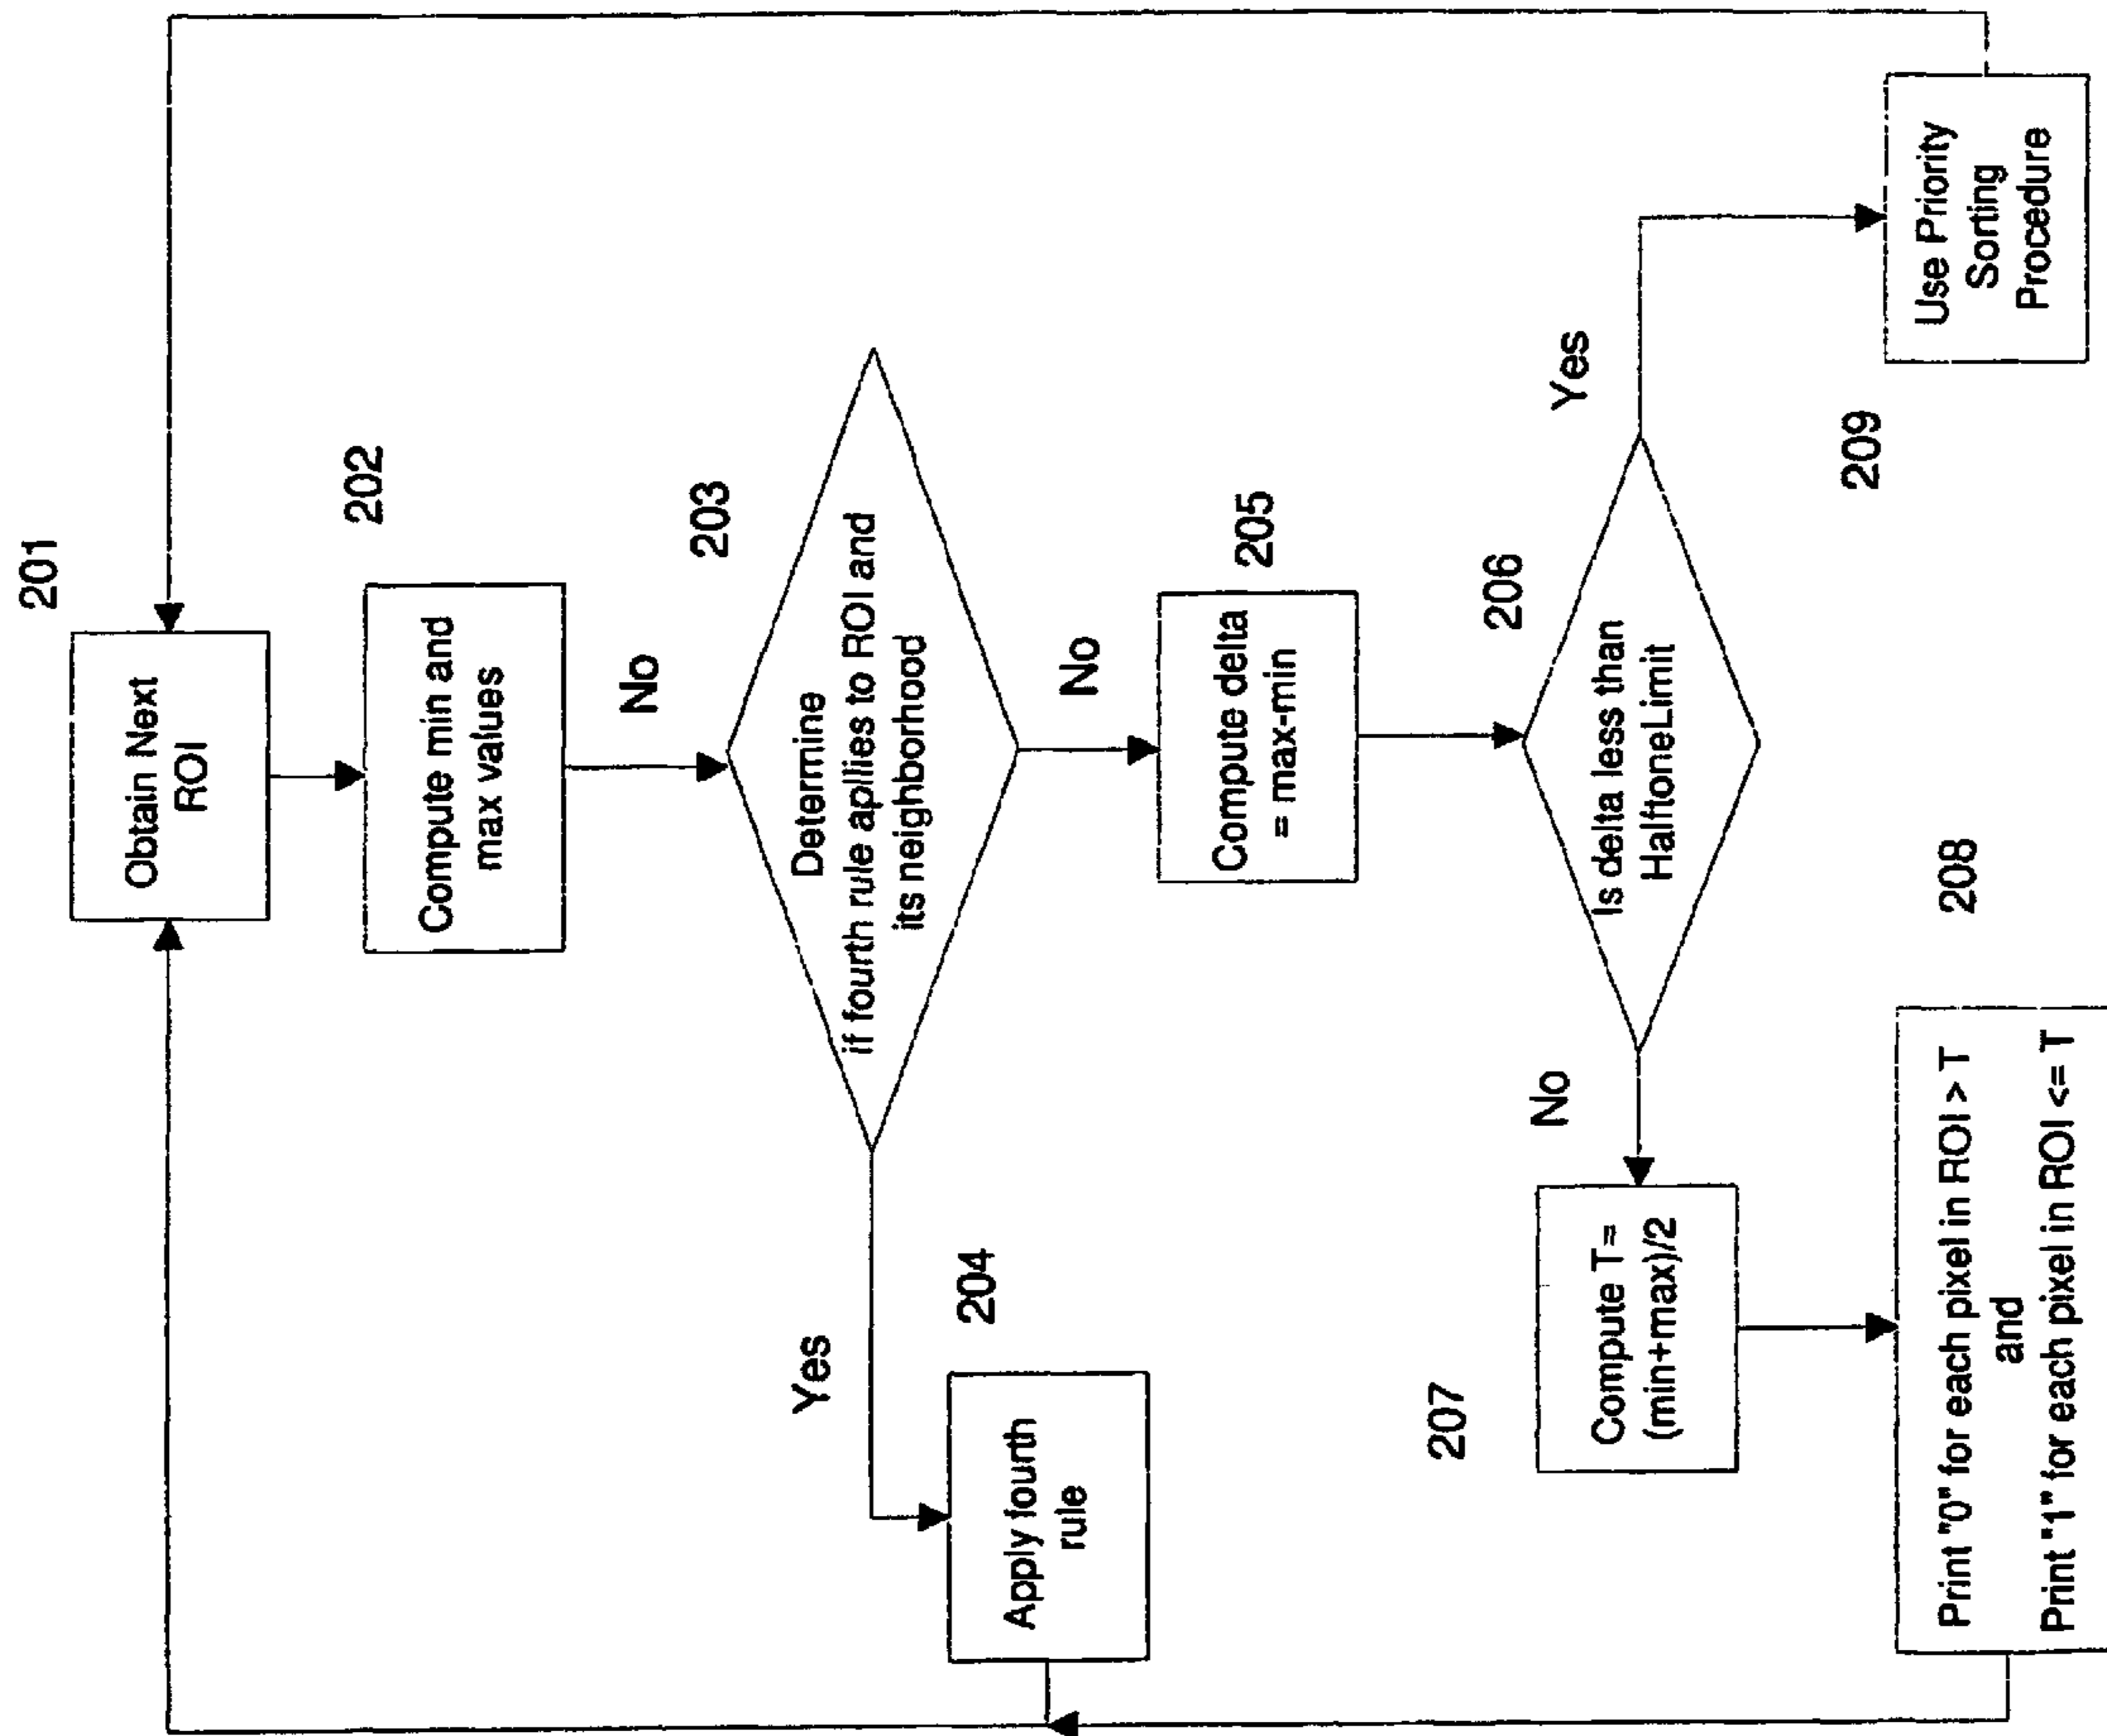 201
Obtain Next
ROI
202
Compute min and
max values
No
203
Determine
if fourth rule apllies to ROI and
its neighborhood
Yes
204
Apply fourth
rule
No
205
Compute delta
= max-min
206
Is delta less than
HalftoneLimit
No
207
Compute T=
(min+max)/2
208
Print "0" for each pixel in ROI > T
and
Print "1" for each pixel in ROI <= T
Yes
209
Use Priority
Sorting
Procedure